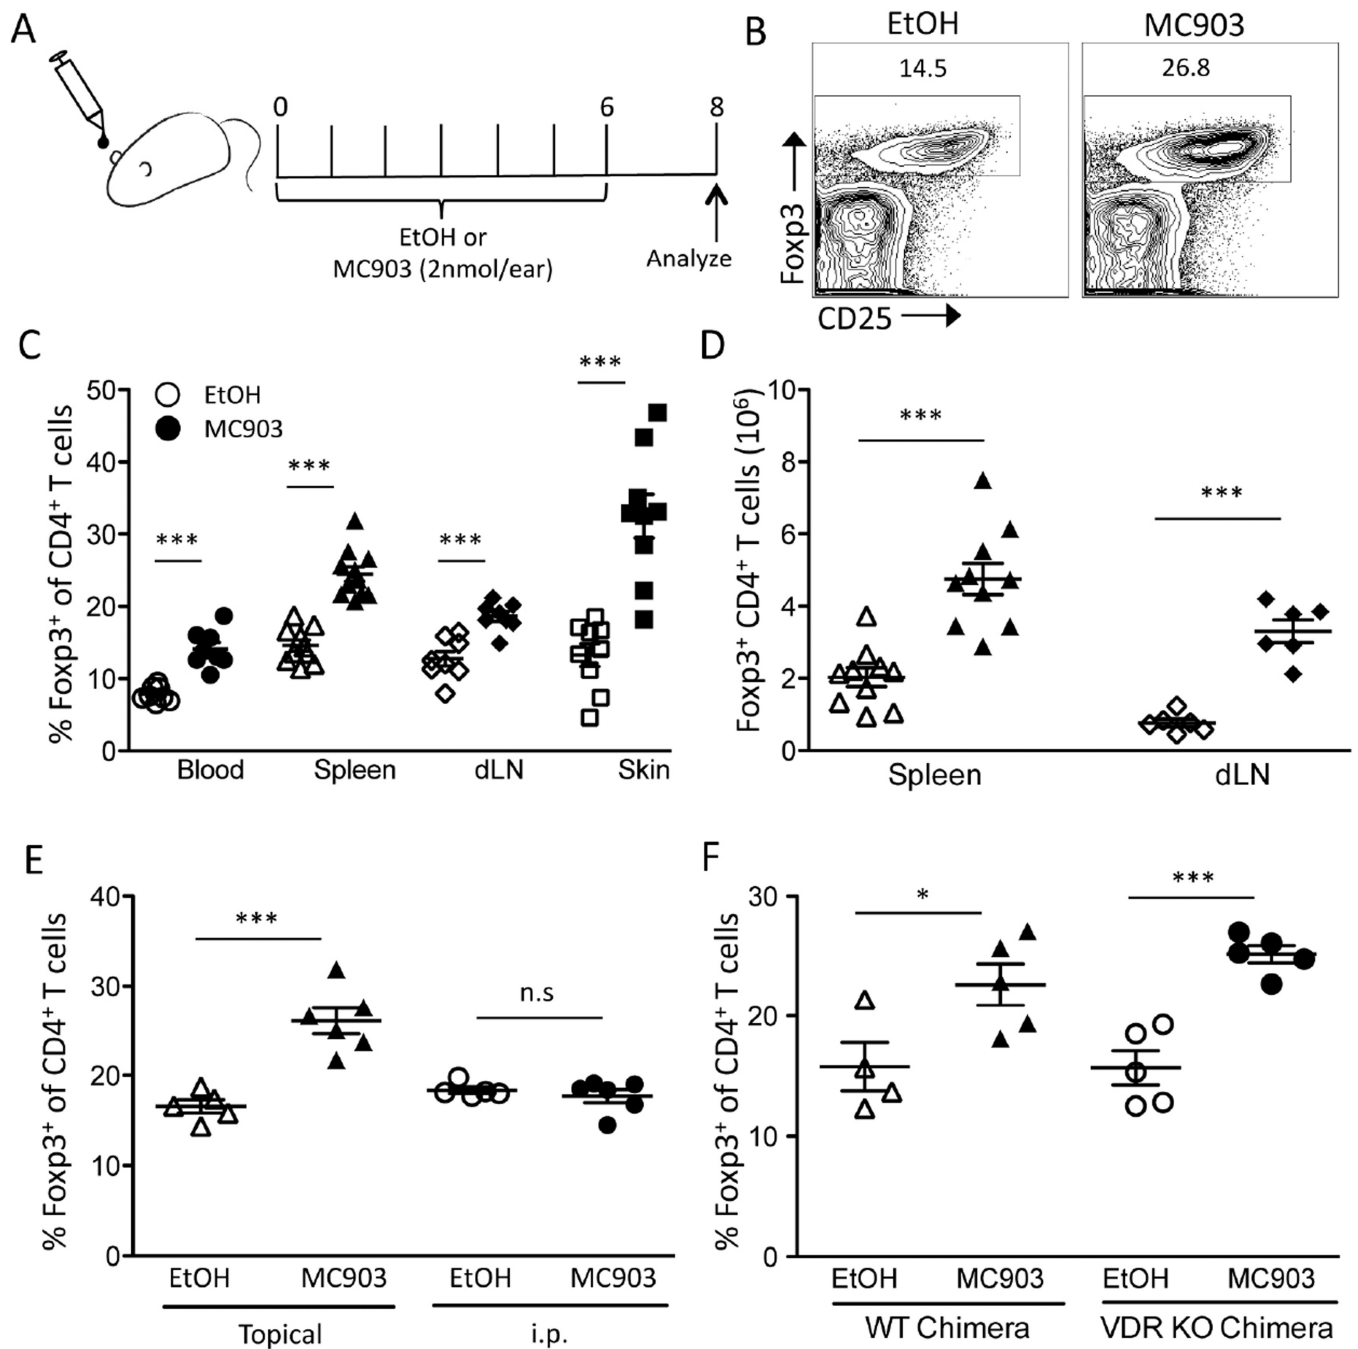 A
0 6 8
EtOH or
MC903 (2nmol/ear)
Analyze
B
EtOH MC903
14.5 26.8
Foxp3
CD25
C
% Foxp3⁺ of CD4⁺ T cells
50
40
30
20
10
0
EtOH
MC903
***
***
***
***
Blood Spleen dLN Skin
D
Foxp3⁺ CD4⁺ T cells (10⁶)
10
8
6
4
2
0
***
***
Spleen dLN
E
% Foxp3⁺ of CD4⁺ T cells
40
30
20
10
0
***
n.s
EtOH MC903 EtOH MC903
Topical i.p.
F
% Foxp3⁺ of CD4⁺ T cells
30
20
10
0
*
***
EtOH MC903 EtOH MC903
WT Chimera VDR KO Chimera